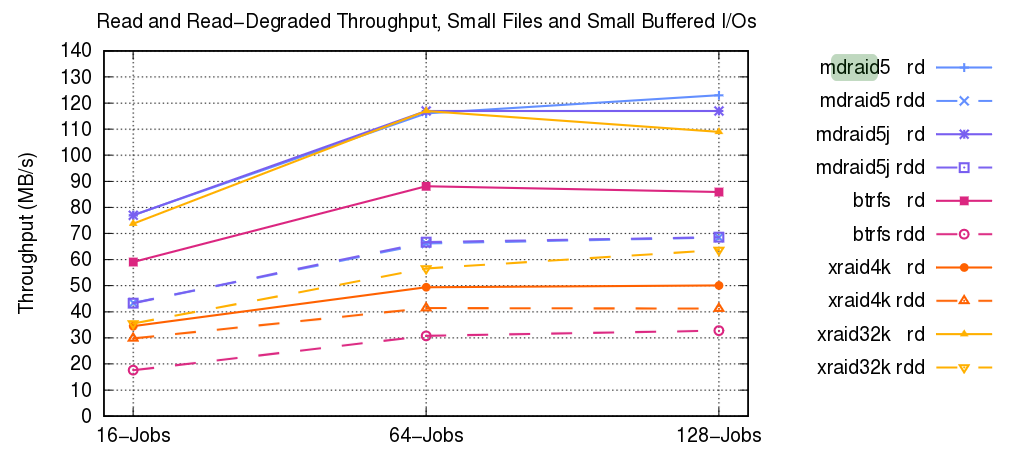 Read and Read−Degraded Throughput, Small Files and Small Buffered I/Os
Throughput (MB/s)
140
130
120
110
100
90
80
70
60
50
40
30
20
10
0
16−Jobs 64−Jobs 128−Jobs
mdraid5 rd
mdraid5 rdd
mdraid5j rd
mdraid5j rdd
btrfs rd
btrfs rdd
xraid4k rd
xraid4k rdd
xraid32k rd
xraid32k rdd